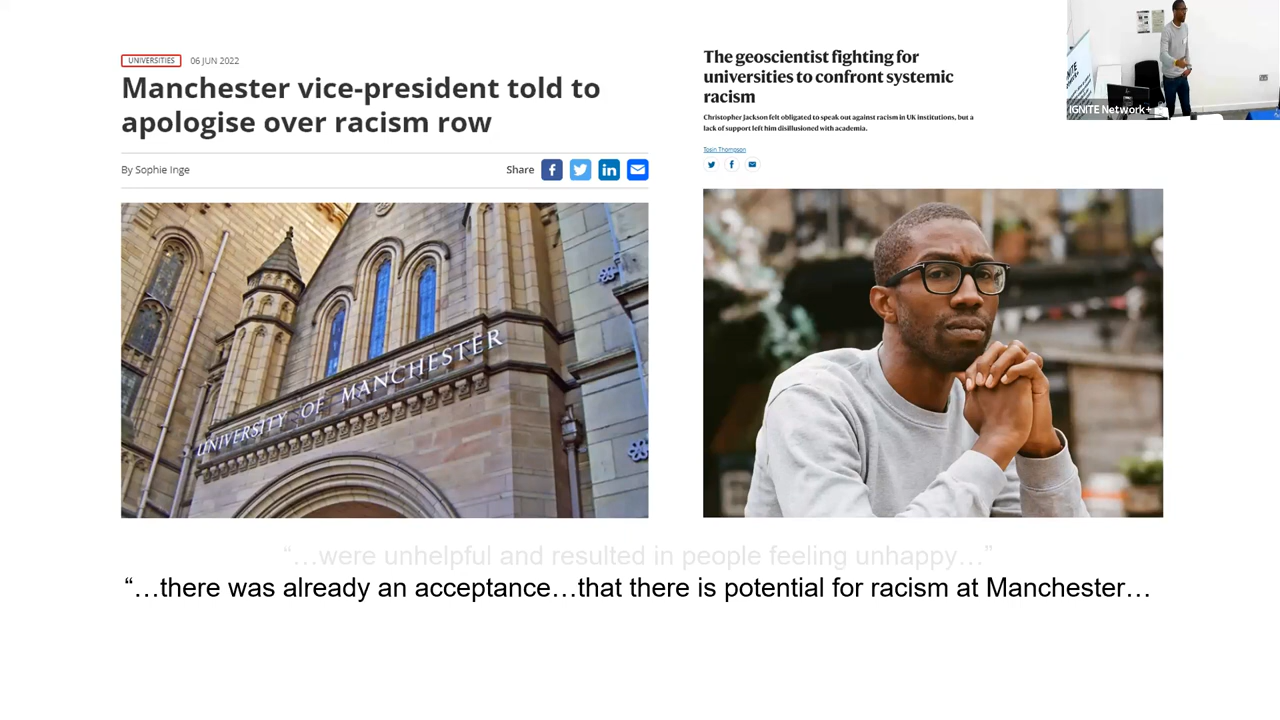 UNIVERSITIES 06 JUN 2022
Manchester vice-president told to
apologise over racism row
By Sophie Inge
Share
UNIVERSITY OF MANCHESTER
The geoscientist fighting for
universities to confront systemic
racism
Christopher Jackson felt obligated to speak out against racism in UK institutions, but a
lack of support left him disillusioned with academia.
Tosin Thompson
IGNITE Network+
“…were unhelpful and resulted in people feeling unhappy…”
“…there was already an acceptance…that there is potential for racism at Manchester…